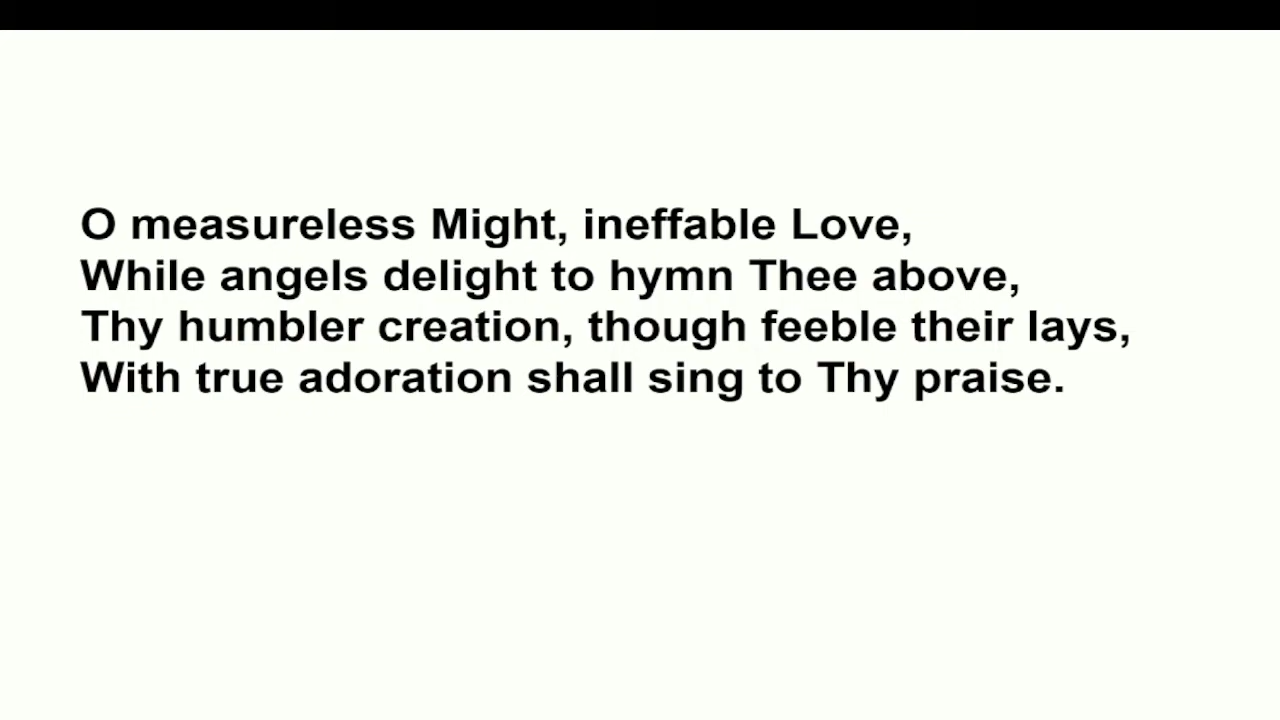 O measureless Might, ineffable Love,
While angels delight to hymn Thee above,
Thy humbler creation, though feeble their lays,
With true adoration shall sing to Thy praise.